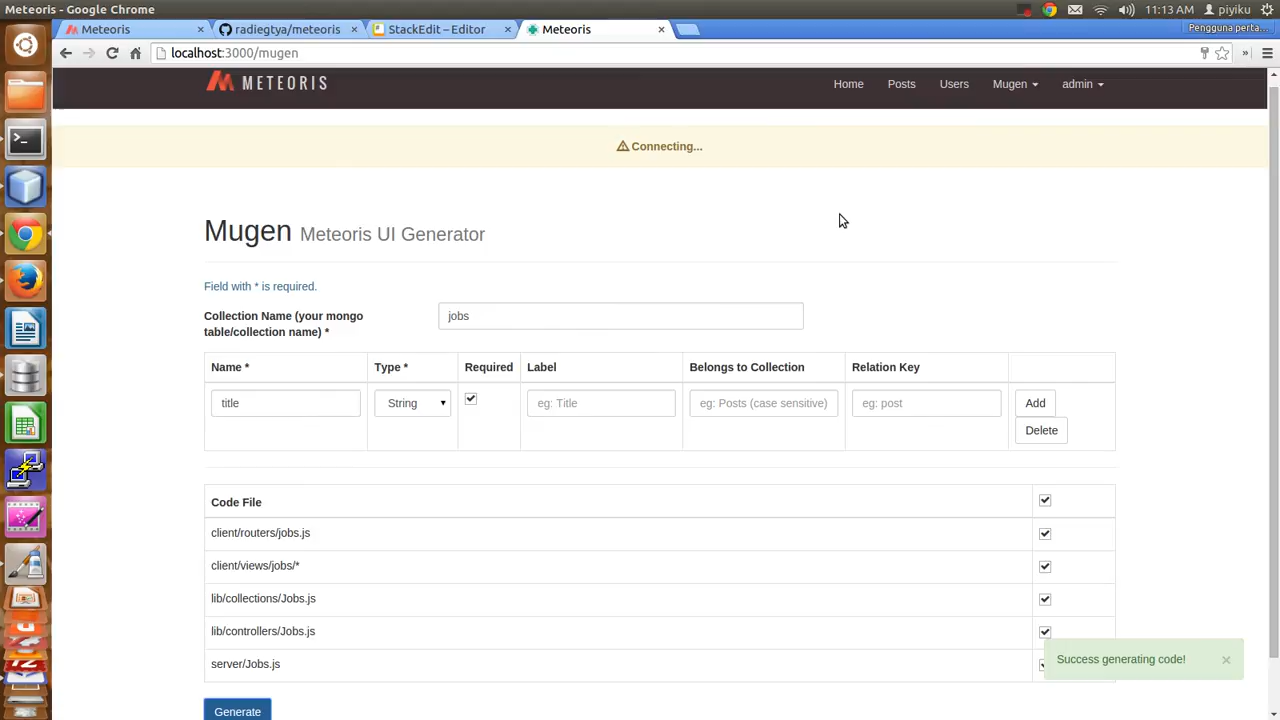 Meteoris - Google Chrome
11:13 AM
piyiku
Meteoris
radiegtya/meteoris
StackEdit – Editor
Meteoris
Pengguna perta...
localhost:3000/mugen
METEORIS
Home
Posts
Users
Mugen
admin
Connecting...
Mugen Meteoris UI Generator
Field with * is required.
Collection Name (your mongo
table/collection name) *
jobs
Name *
Type *
Required
Label
Belongs to Collection
Relation Key
title
String
eg: Title
eg: Posts (case sensitive)
eg: post
Add
Delete
Code File
client/routers/jobs.js
client/views/jobs/*
lib/collections/Jobs.js
lib/controllers/Jobs.js
server/Jobs.js
Success generating code!
Generate